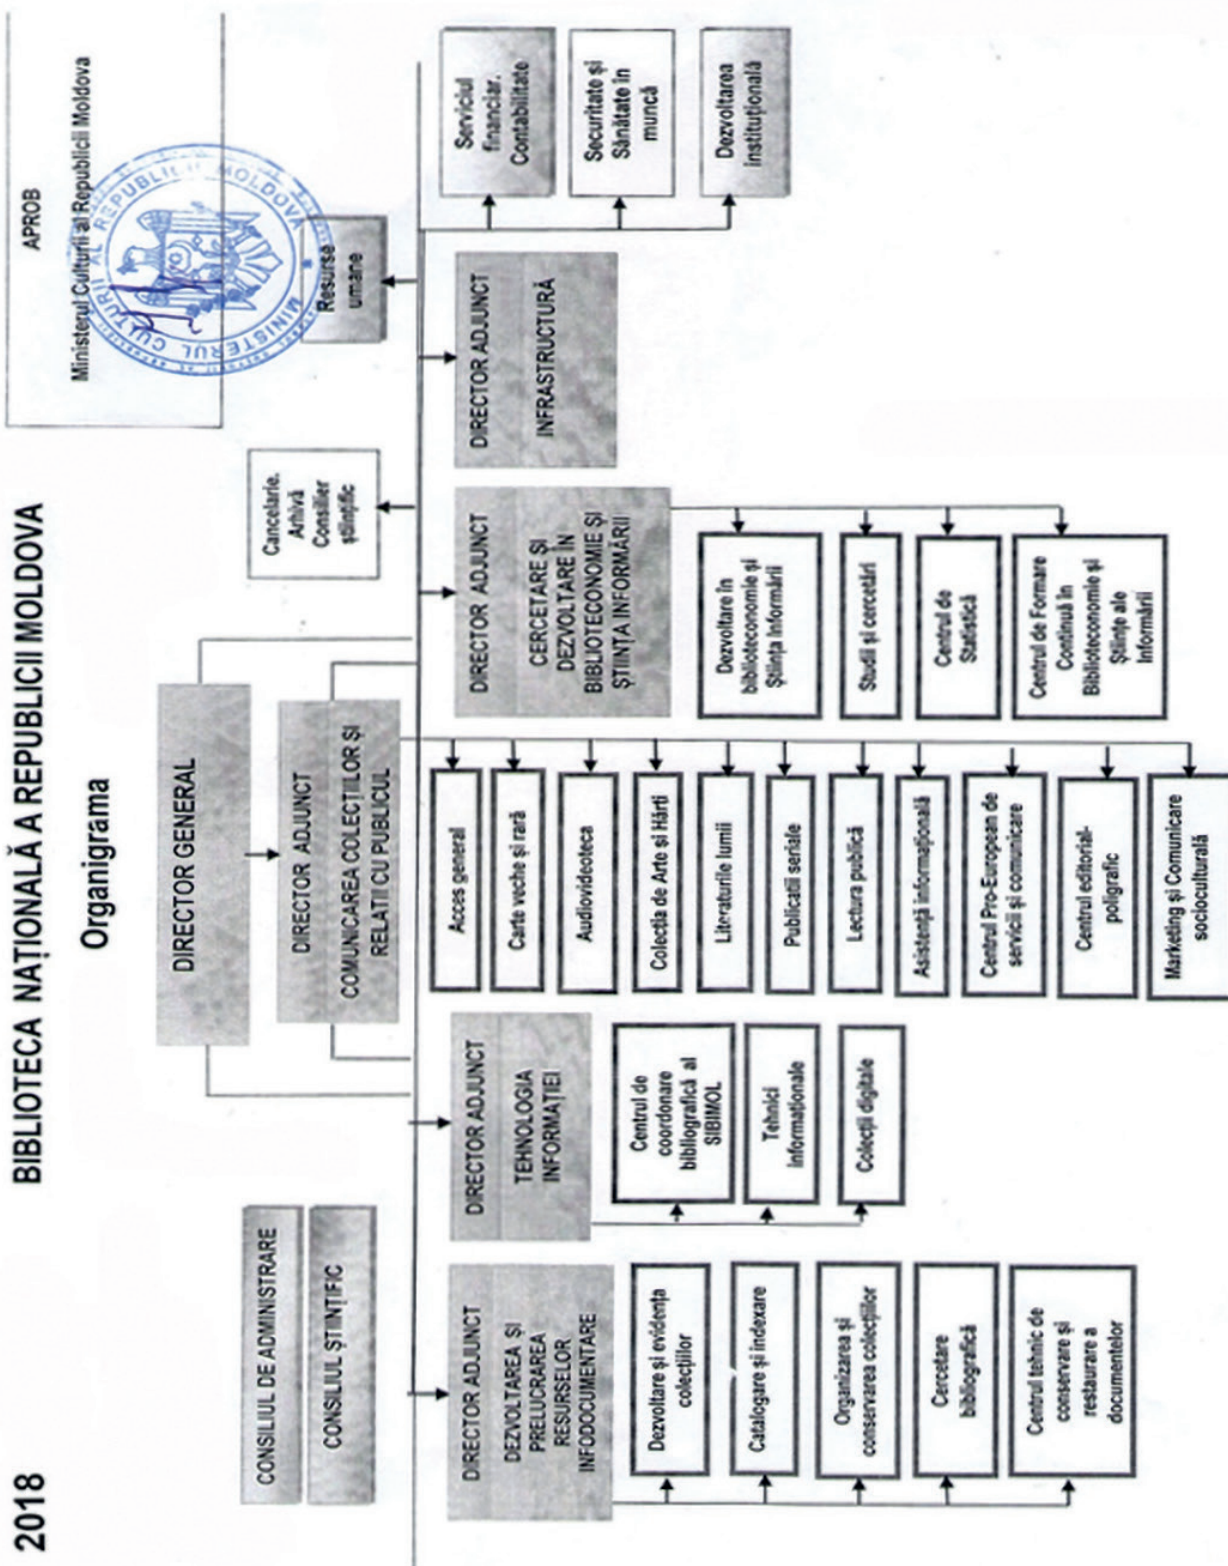 2018
BIBLIOTECA NAȚIONALĂ A REPUBLICII MOLDOVA
Organigrama
APROB
Ministerul Culturii al Republicii Moldova
MINISTERUL CULTURII AL REPUBLICII MOLDOVA
CONSILIUL DE ADMINISTRARE
CONSILIUL ȘTIINȚIFIC
DIRECTOR GENERAL
DIRECTOR ADJUNCT
COMUNICAREA COLECȚIILOR ȘI
RELATII CU PUBLICUL
Cancelarie.
Arhivă
Consilier
științific
Resurse
umane
DIRECTOR ADJUNCT
DEZVOLTAREA ȘI
PRELUCRAREA
RESURSELOR
INFODOCUMENTARE
Dezvoltare și evidența
colecțiilor
Catalogare și indexare
Organizarea și
conservarea colecțiilor
Cercetare
bibliografică
Centrul tehnic de
conservare și
restaurare a
documentelor
DIRECTOR ADJUNCT
TEHNOLOGIA
INFORMAȚIEI
Centrul de
coordonare
bibliografică al
SIBIMOL
Tehnici
informaționale
Colecții digitale
Acces general
Carte veche și rară
Audiovideoteca
Colectia de Arte și Hărti
Literaturile lumii
Publicatii seriale
Lectura publică
Asistență informațională
Centrul Pro-European de
servicii și comunicare
Centrul editorial-
poligrafic
Marketing și Comunicare
socioculturală
DIRECTOR ADJUNCT
CERCETARE ȘI
DEZVOLTARE ÎN
BIBLIOTECONOMIE ȘI
ȘTIINȚA INFORMĂRII
Dezvoltare în
biblioteconomie și
Știința Informării
Studii și cercetări
Centrul de
Statistică
Centrul de Formare
Continuă în
Biblioteconomie și
Științe ale
Informării
DIRECTOR ADJUNCT
INFRASTRUCTURĂ
Serviciul
financiar.
Contabilitate
Securitate și
Sănătate în
muncă
Dezvoltarea
instituțională